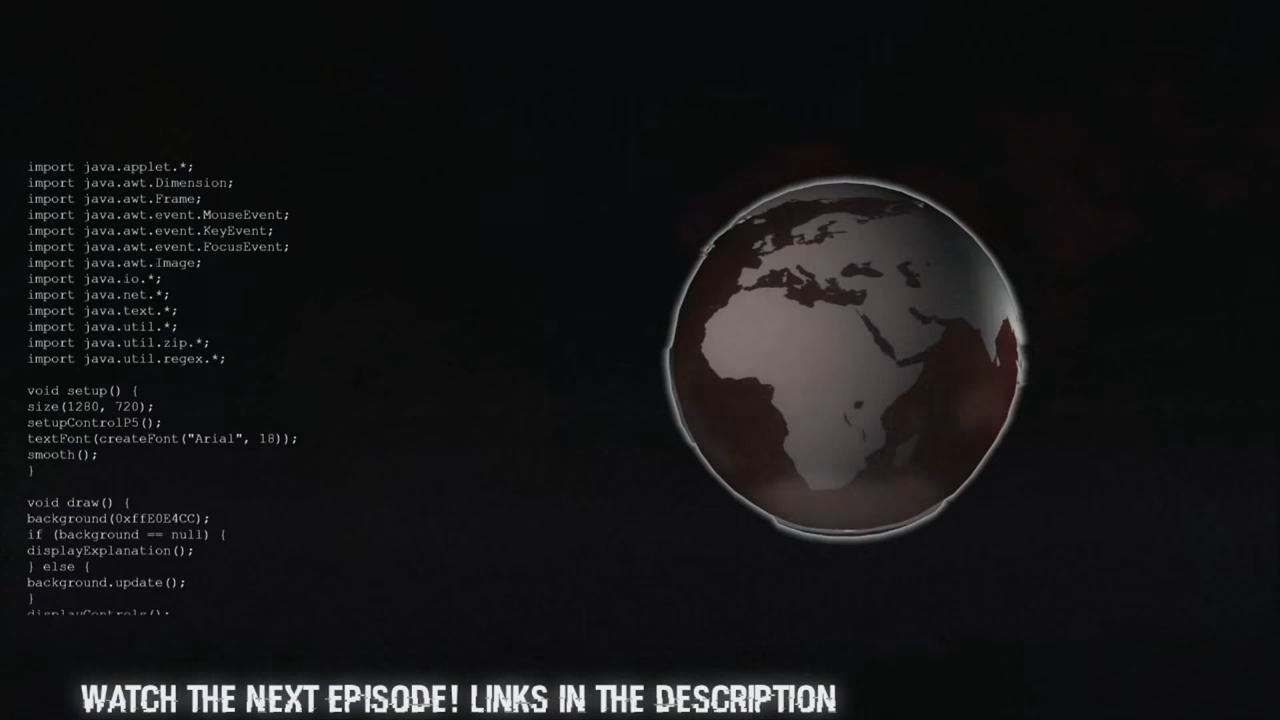 import java.applet.*;
import java.awt.Dimension;
import java.awt.Frame;
import java.awt.event.MouseEvent;
import java.awt.event.KeyEvent;
import java.awt.event.FocusEvent;
import java.awt.Image;
import java.io.*;
import java.net.*;
import java.text.*;
import java.util.*;
import java.util.zip.*;
import java.util.regex.*;
void setup() {
size(1280, 720);
setupControlP5();
textFont(createFont("Arial", 18));
smooth();
}
void draw() {
background(0xffE0E4CC);
if (background == null) {
displayExplanation();
} else {
background.update();
}
displayControls();
WATCH THE NEXT EPISODE! LINKS IN THE DESCRIPTION